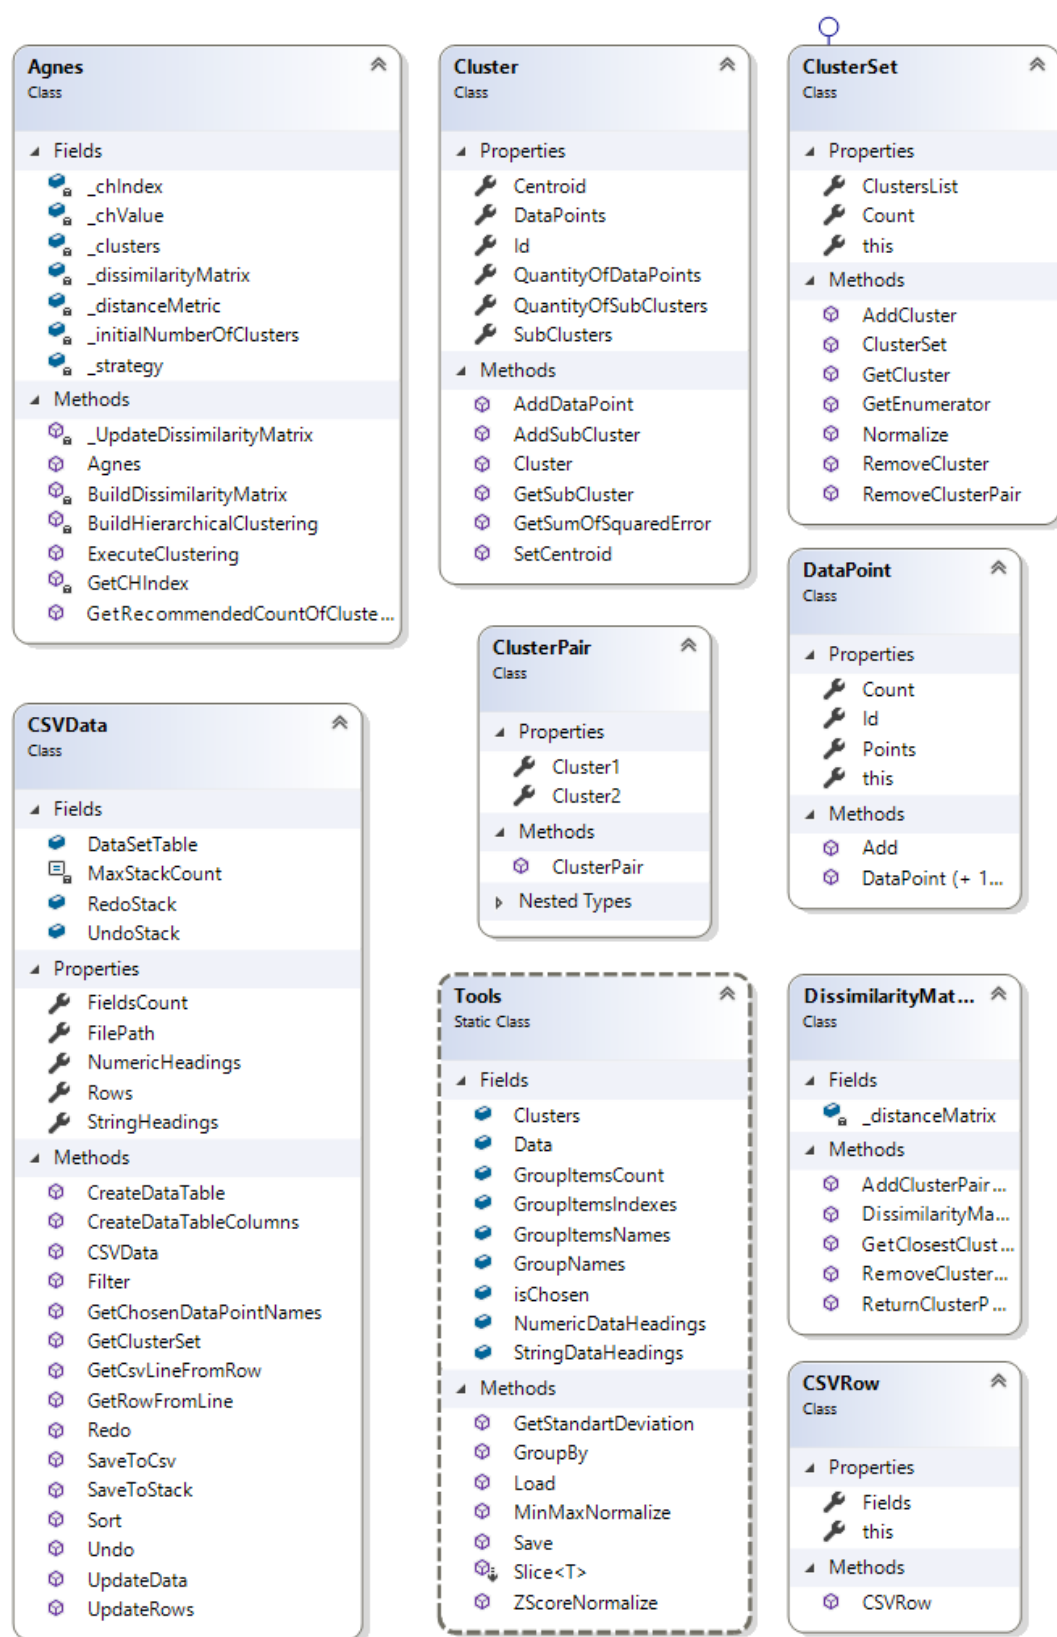 Agnes
Class
Fields
_chIndex
_chValue
_clusters
_dissimilarityMatrix
_distanceMetric
_initialNumberOfClusters
_strategy
Methods
_UpdateDissimilarityMatrix
Agnes
BuildDissimilarityMatrix
BuildHierarchicalClustering
ExecuteClustering
GetCHIndex
GetRecommendedCountOfCluste...
Cluster
Class
Properties
Centroid
DataPoints
Id
QuantityOfDataPoints
QuantityOfSubClusters
SubClusters
Methods
AddDataPoint
AddSubCluster
Cluster
GetSubCluster
GetSumOfSquaredError
SetCentroid
ClusterSet
Class
Properties
ClustersList
Count
this
Methods
AddCluster
ClusterSet
GetCluster
GetEnumerator
Normalize
RemoveCluster
RemoveClusterPair
DataPoint
Class
Properties
Count
Id
Points
this
Methods
Add
DataPoint (+ 1...
ClusterPair
Class
Properties
Cluster1
Cluster2
Methods
ClusterPair
Nested Types
CSVData
Class
Fields
DataSetTable
MaxStackCount
RedoStack
UndoStack
Properties
FieldsCount
FilePath
NumericHeadings
Rows
StringHeadings
Methods
CreateDataTable
CreateDataTableColumns
CSVData
Filter
GetChosenDataPointNames
GetClusterSet
GetCsvLineFromRow
GetRowFromLine
Redo
SaveToCsv
SaveToStack
Sort
Undo
UpdateData
UpdateRows
Tools
Static Class
Fields
Clusters
Data
GroupItemsCount
GroupItemsIndexes
GroupItemsNames
GroupNames
isChosen
NumericDataHeadings
StringDataHeadings
Methods
GetStandartDeviation
GroupBy
Load
MinMaxNormalize
Save
Slice<T>
ZScoreNormalize
DissimilarityMat...
Class
Fields
_distanceMatrix
Methods
AddClusterPair...
DissimilarityMa...
GetClosestClust...
RemoveCluster...
ReturnClusterP...
CSVRow
Class
Properties
Fields
this
Methods
CSVRow